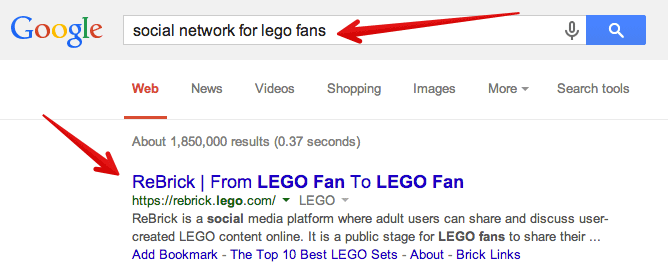 Google social network for lego fans
Web News Videos Shopping Images More Search tools
About 1,850,000 results (0.37 seconds)
ReBrick | From LEGO Fan To LEGO Fan
https://rebrick.lego.com/ LEGO
ReBrick is a social media platform where adult users can share and discuss user-
created LEGO content online. It is a public stage for LEGO fans to share their ...
Add Bookmark - The Top 10 Best LEGO Sets - About - Brick Links